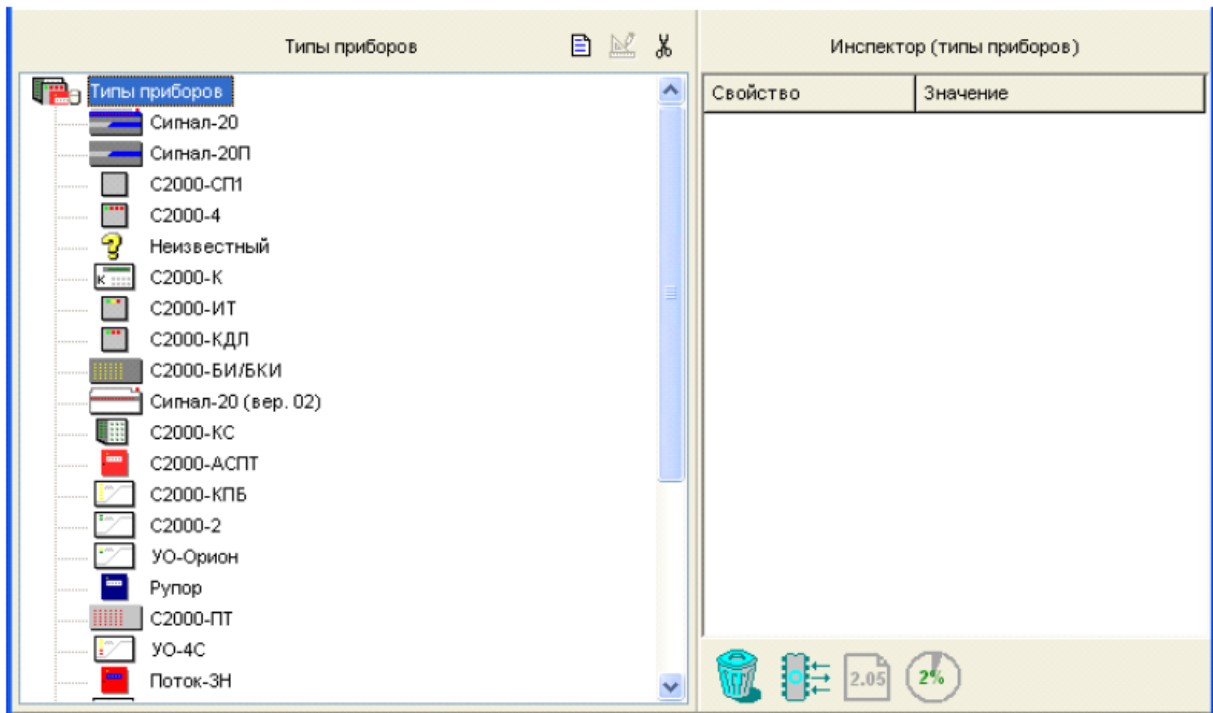 Типы приборов
Инспектор (типы приборов)
Типы приборов
Свойство
Значение
Сигнал-20
Сигнал-20П
С2000-СП1
С2000-4
Неизвестный
К
С2000-К
С2000-ИТ
С2000-КДЛ
С2000-БИ/БКИ
Сигнал-20 (вер. 02)
С2000-КС
С2000-АСПТ
С2000-КПБ
С2000-2
УО-Орион
Рупор
С2000-ПТ
УО-4С
Поток-3Н
2.05
2%